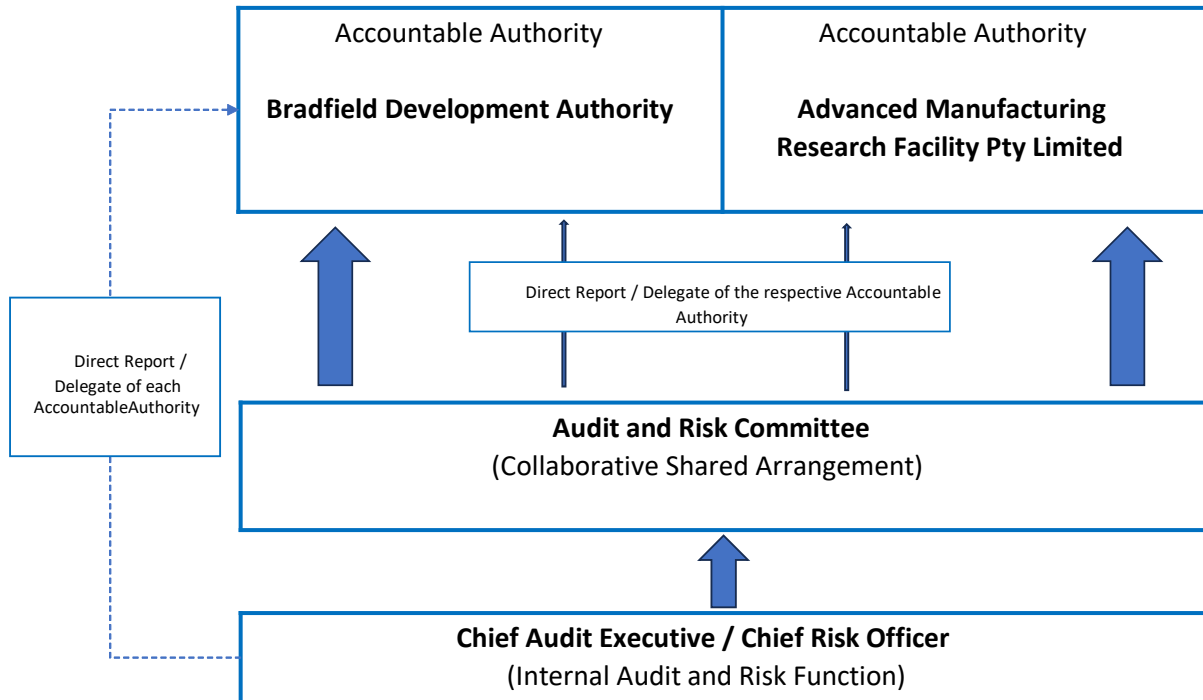 Accountable Authority
Bradfield Development Authority
Accountable Authority
Advanced Manufacturing
Research Facility Pty Limited
Direct Report / Delegate of the respective Accountable
Authority
Direct Report /
Delegate of each
AccountableAuthority
Audit and Risk Committee
(Collaborative Shared Arrangement)
Chief Audit Executive / Chief Risk Officer
(Internal Audit and Risk Function)